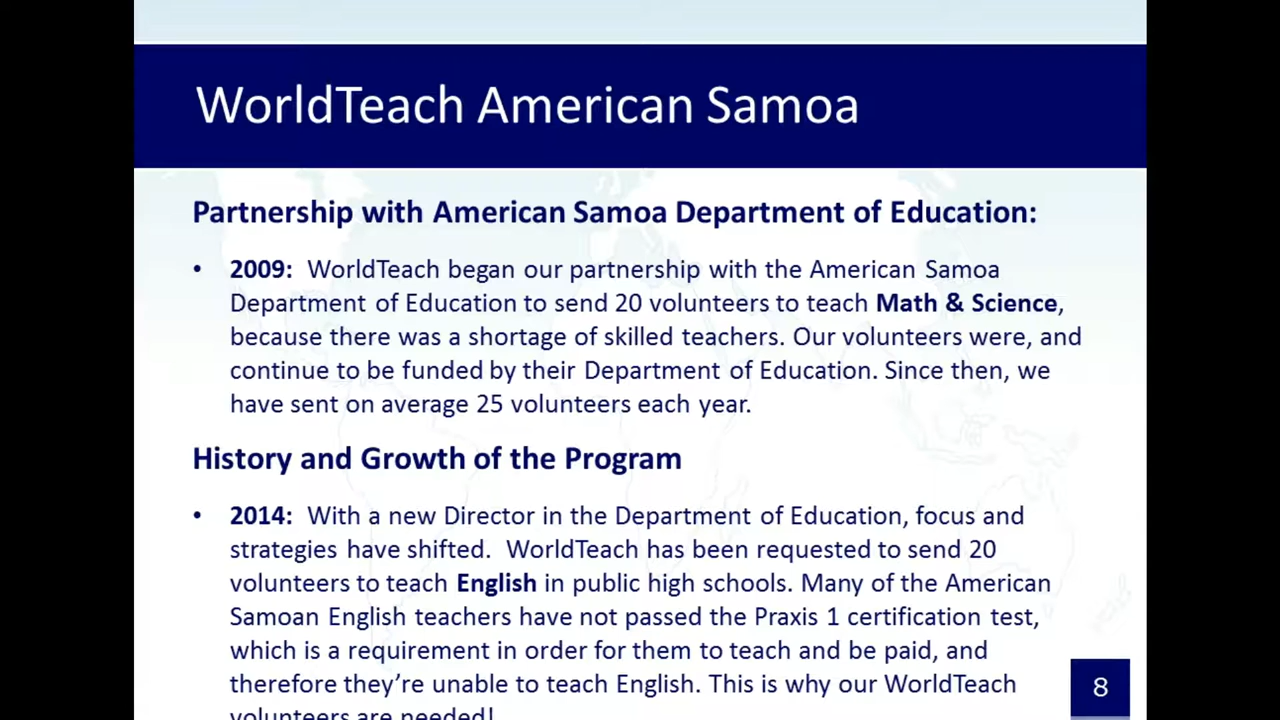 WorldTeach American Samoa
Partnership with American Samoa Department of Education:
• 2009:  WorldTeach began our partnership with the American Samoa
Department of Education to send 20 volunteers to teach Math & Science,
because there was a shortage of skilled teachers. Our volunteers were, and
continue to be funded by their Department of Education. Since then, we
have sent on average 25 volunteers each year.
History and Growth of the Program
• 2014:  With a new Director in the Department of Education, focus and
strategies have shifted.  WorldTeach has been requested to send 20
volunteers to teach English in public high schools. Many of the American
Samoan English teachers have not passed the Praxis 1 certification test,
which is a requirement in order for them to teach and be paid, and
therefore they're unable to teach English. This is why our WorldTeach
volunteers are needed!
8